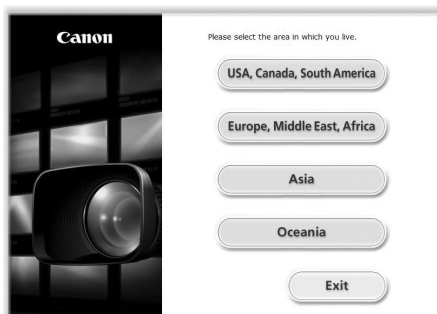 Canon
Please select the area in which you live.
USA, Canada, South America
Europe, Middle East, Africa
Asia
Oceania
Exit